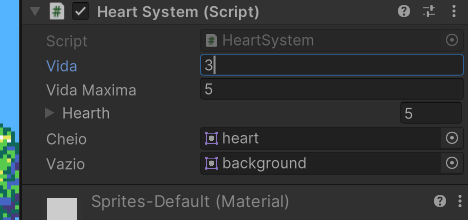 Heart System (Script)
Script HeartSystem
Vida 3
Vida Maxima 5
Hearth 5
Cheio heart
Vazio background
Sprites-Default (Material)